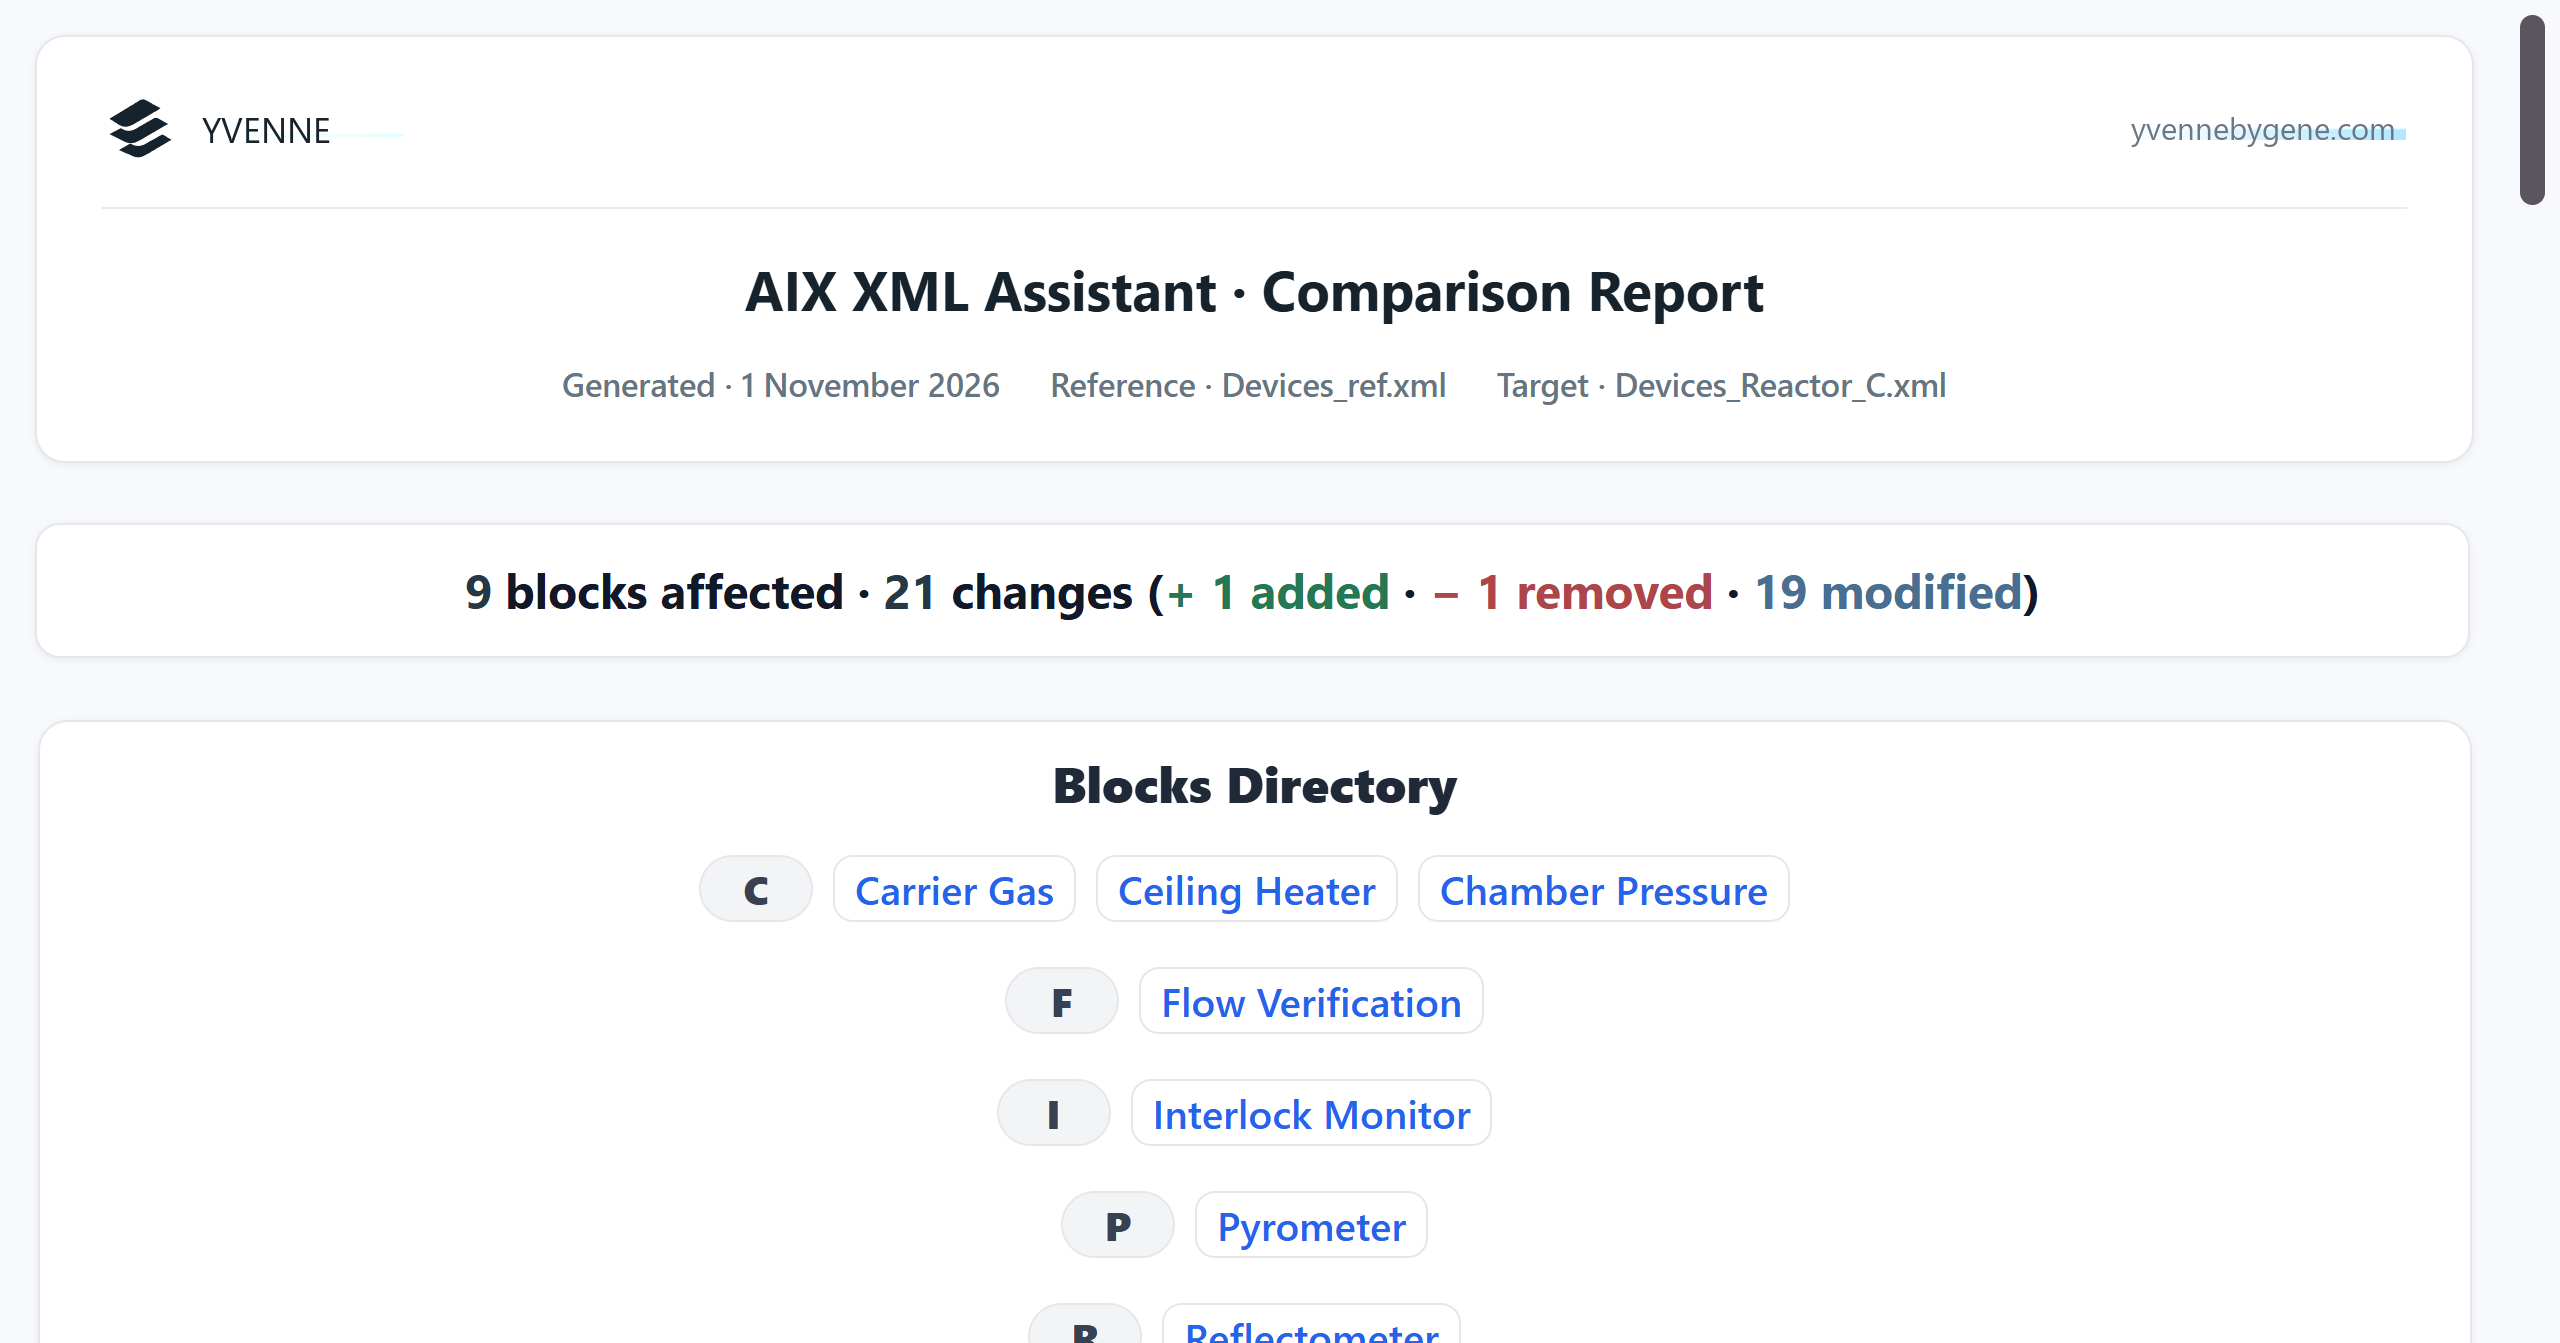 YVENNE
yvennebygene.com
AIX XML Assistant · Comparison Report
Generated · 1 November 2026 Reference · Devices_ref.xml Target · Devices_Reactor_C.xml
9 blocks affected · 21 changes (+ 1 added · − 1 removed · 19 modified)
Blocks Directory
C Carrier Gas Ceiling Heater Chamber Pressure
F Flow Verification
I Interlock Monitor
P Pyrometer
R Reflectometer